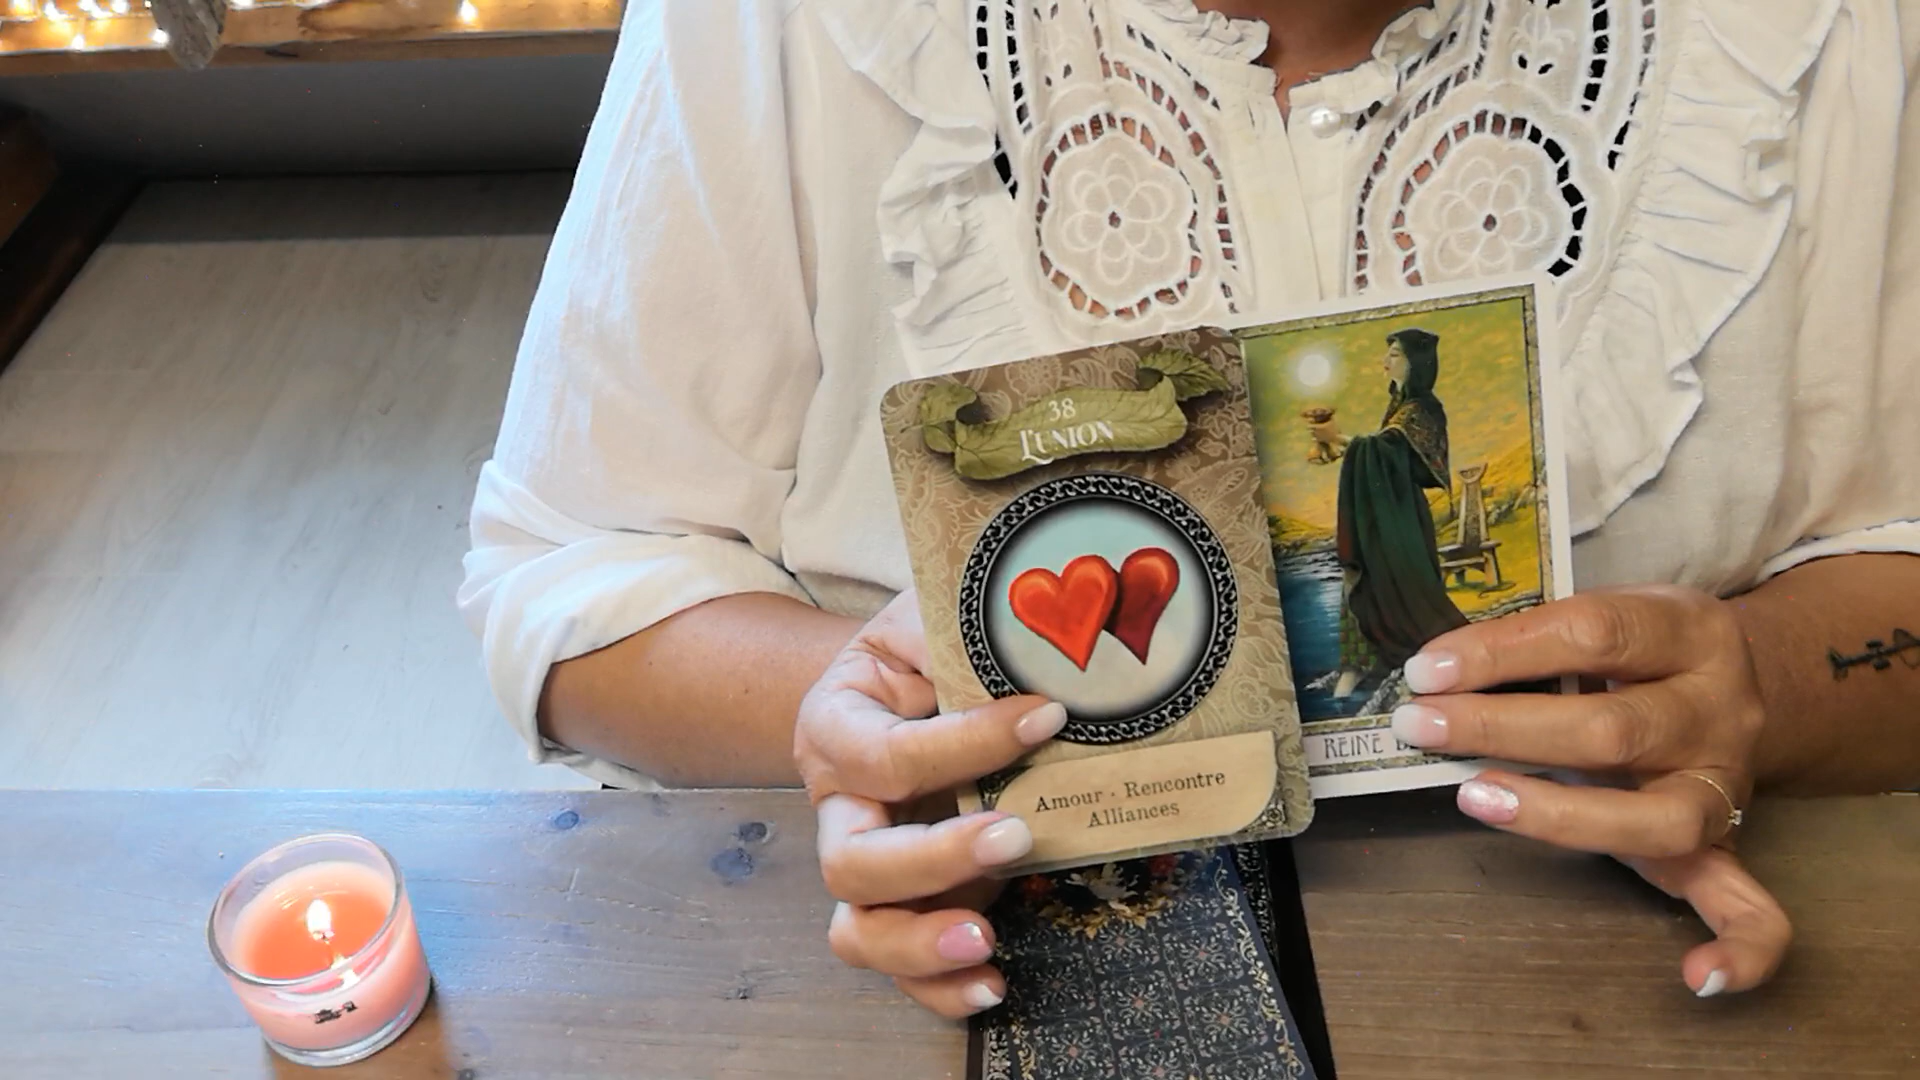 38
L'UNION
Amour . Rencontre
Alliances
REINE